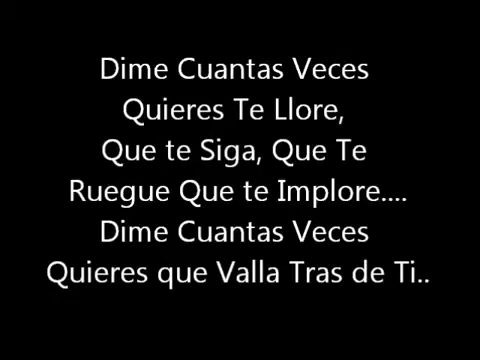 Dime Cuantas Veces
Quieres Te Llore,
Que te Siga, Que Te
Ruegue Que te Implore....
Dime Cuantas Veces
Quieres que Valla Tras de Ti..